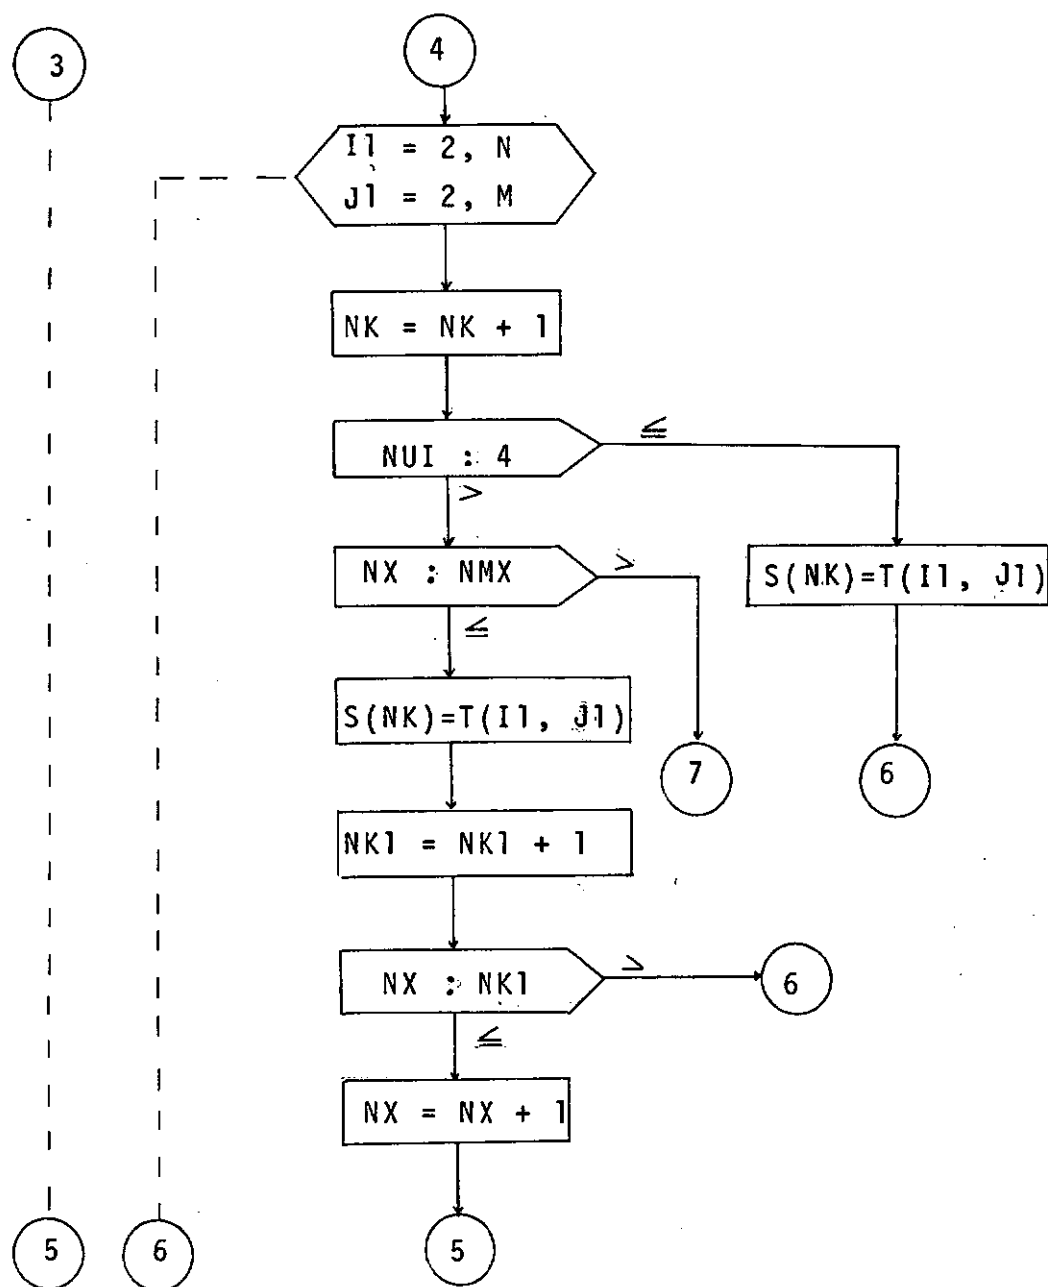 3
4
I1 = 2, N
J1 = 2, M
NK = NK + 1
≦
NUI : 4
>
NX : NMX
>
S(NK)=T(I1, J1)
≦
S(NK)=T(I1, J1)
7
6
NK1 = NK1 + 1
NX : NK1
>
6
≦
NX = NX + 1
5
6
5